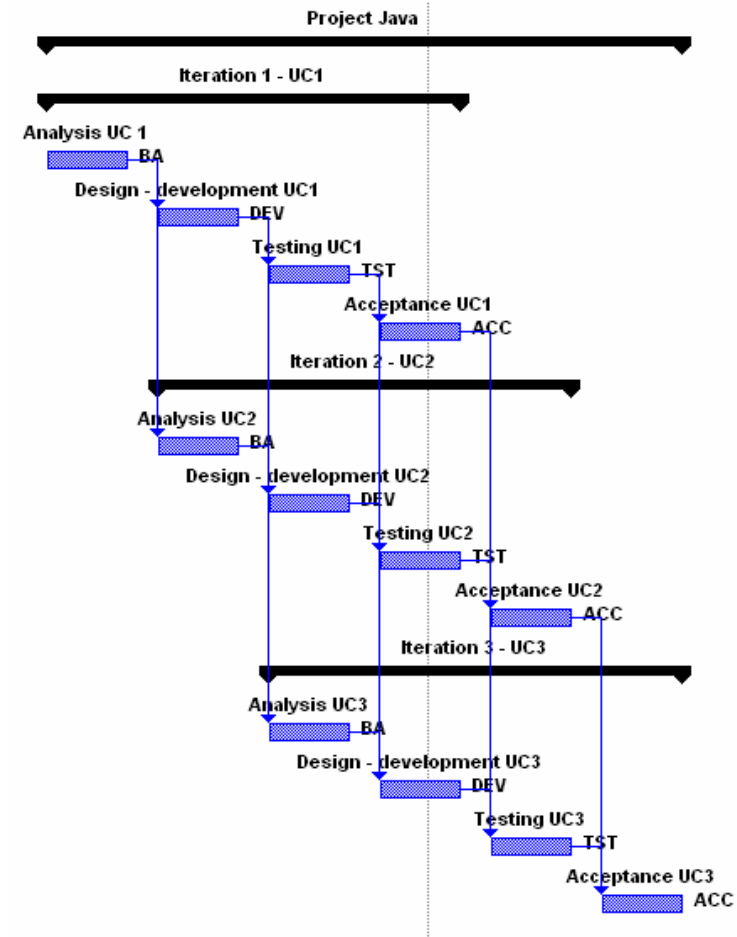 Project Java
Iteration 1 - UC1
Analysis UC 1
BA
Design - development UC1
DEV
Testing UC1
TST
Acceptance UC1
ACC
Iteration 2 - UC2
Analysis UC2
BA
Design - development UC2
DEV
Testing UC2
TST
Acceptance UC2
ACC
Iteration 3 - UC3
Analysis UC3
BA
Design - development UC3
DEV
Testing UC3
TST
Acceptance UC3
ACC